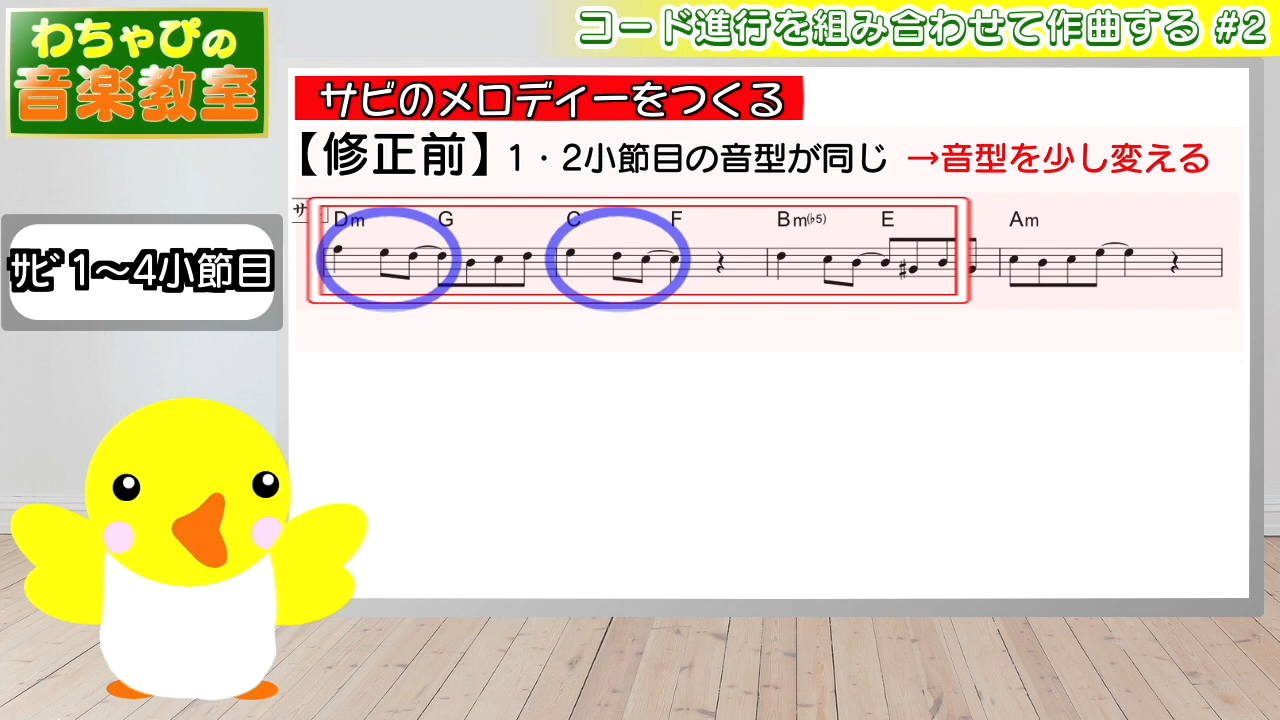 わちゃぴの
音楽教室
コード進行を組み合わせて作曲する #2
サビのメロディーをつくる
【修正前】1・2小節目の音型が同じ →音型を少し変える
Dm G C F Bm(♭5) E Am
ｻﾋﾞ 1～4小節目